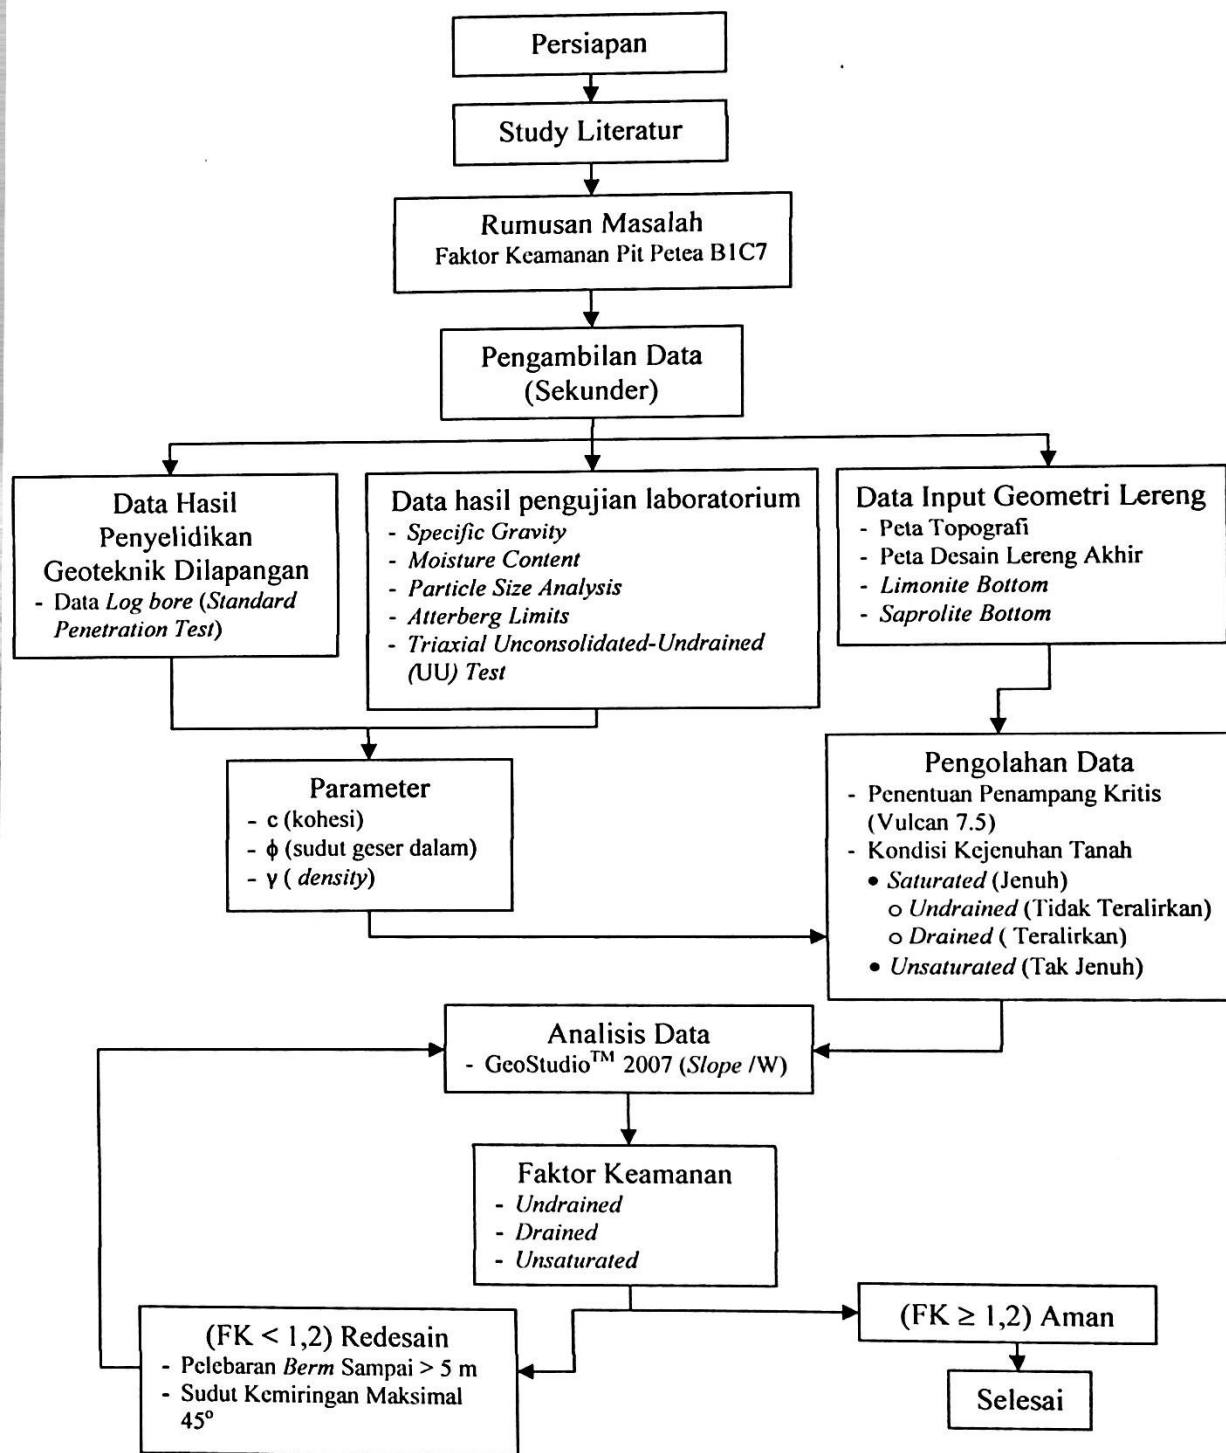 Persiapan
Study Literatur
Rumusan Masalah
Faktor Keamanan Pit Petea B1C7
Pengambilan Data
(Sekunder)
Data Hasil
Penyelidikan
Geoteknik Dilapangan
- Data Log bore (Standard
Penetration Test)
Data hasil pengujian laboratorium
- Specific Gravity
- Moisture Content
- Particle Size Analysis
- Atterberg Limits
- Triaxial Unconsolidated-Undrained
(UU) Test
Data Input Geometri Lereng
- Peta Topografi
- Peta Desain Lereng Akhir
- Limonite Bottom
- Saprolite Bottom
Parameter
- c (kohesi)
- ϕ (sudut geser dalam)
- γ ( density)
Pengolahan Data
- Penentuan Penampang Kritis
(Vulcan 7.5)
- Kondisi Kejenuhan Tanah
• Saturated (Jenuh)
o Undrained (Tidak Teralirkan)
o Drained ( Teralirkan)
• Unsaturated (Tak Jenuh)
Analisis Data
- GeoStudio™ 2007 (Slope /W)
Faktor Keamanan
- Undrained
- Drained
- Unsaturated
(FK < 1,2) Redesain
- Pelebaran Berm Sampai > 5 m
- Sudut Kemiringan Maksimal
45°
(FK ≥ 1,2) Aman
Selesai